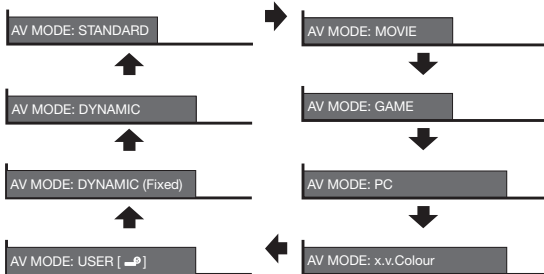 AV MODE: STANDARD
AV MODE: MOVIE
AV MODE: GAME
AV MODE: PC
AV MODE: x.v.Colour
AV MODE: USER [ ]
AV MODE: DYNAMIC (Fixed)
AV MODE: DYNAMIC